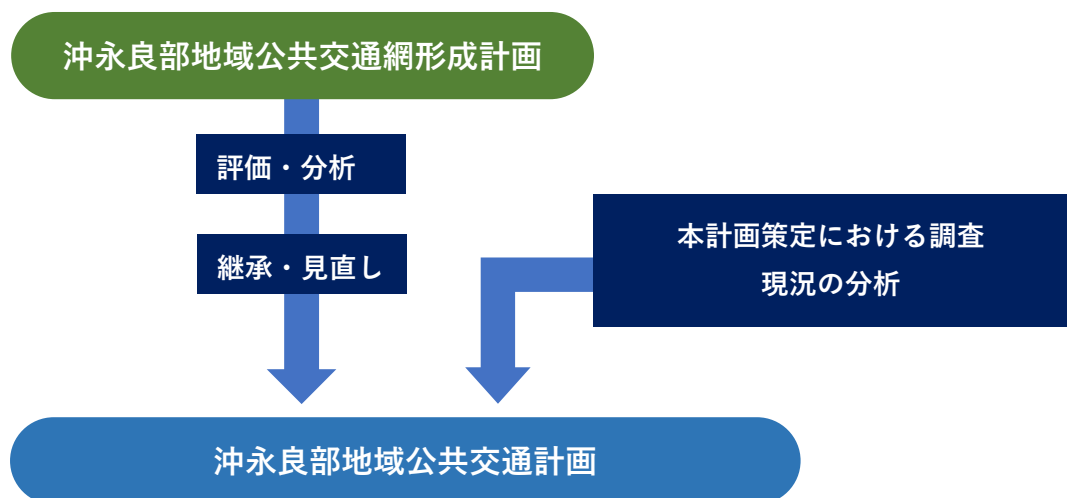 沖永良部地域公共交通網形成計画
評価・分析
継承・見直し
本計画策定における調査
現況の分析
沖永良部地域公共交通計画